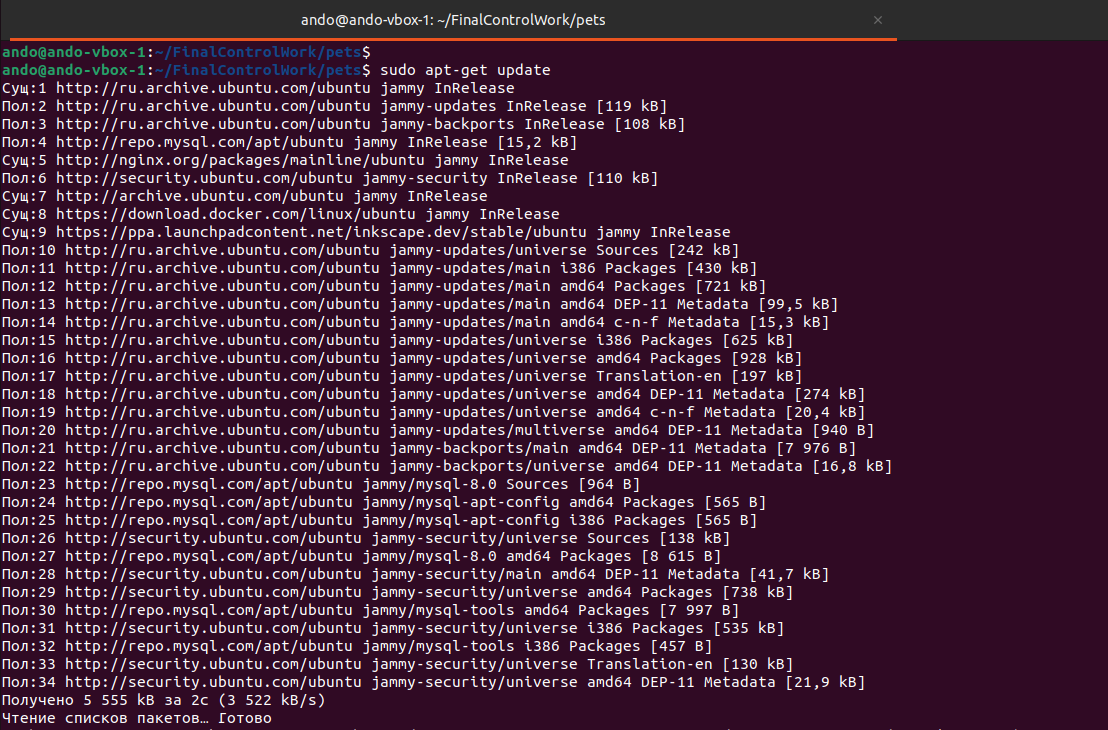 ando@ando-vbox-1: ~/FinalControlWork/pets
ando@ando-vbox-1:~/FinalControlWork/pets$
ando@ando-vbox-1:~/FinalControlWork/pets$ sudo apt-get update
Сущ:1 http://ru.archive.ubuntu.com/ubuntu jammy InRelease
Пол:2 http://ru.archive.ubuntu.com/ubuntu jammy-updates InRelease [119 kB]
Пол:3 http://ru.archive.ubuntu.com/ubuntu jammy-backports InRelease [108 kB]
Пол:4 http://repo.mysql.com/apt/ubuntu jammy InRelease [15,2 kB]
Сущ:5 http://nginx.org/packages/mainline/ubuntu jammy InRelease
Пол:6 http://security.ubuntu.com/ubuntu jammy-security InRelease [110 kB]
Сущ:7 http://archive.ubuntu.com/ubuntu jammy InRelease
Сущ:8 https://download.docker.com/linux/ubuntu jammy InRelease
Сущ:9 https://ppa.launchpadcontent.net/inkscape.dev/stable/ubuntu jammy InRelease
Пол:10 http://ru.archive.ubuntu.com/ubuntu jammy-updates/universe Sources [242 kB]
Пол:11 http://ru.archive.ubuntu.com/ubuntu jammy-updates/main i386 Packages [430 kB]
Пол:12 http://ru.archive.ubuntu.com/ubuntu jammy-updates/main amd64 Packages [721 kB]
Пол:13 http://ru.archive.ubuntu.com/ubuntu jammy-updates/main amd64 DEP-11 Metadata [99,5 kB]
Пол:14 http://ru.archive.ubuntu.com/ubuntu jammy-updates/main amd64 c-n-f Metadata [15,3 kB]
Пол:15 http://ru.archive.ubuntu.com/ubuntu jammy-updates/universe i386 Packages [625 kB]
Пол:16 http://ru.archive.ubuntu.com/ubuntu jammy-updates/universe amd64 Packages [928 kB]
Пол:17 http://ru.archive.ubuntu.com/ubuntu jammy-updates/universe Translation-en [197 kB]
Пол:18 http://ru.archive.ubuntu.com/ubuntu jammy-updates/universe amd64 DEP-11 Metadata [274 kB]
Пол:19 http://ru.archive.ubuntu.com/ubuntu jammy-updates/universe amd64 c-n-f Metadata [20,4 kB]
Пол:20 http://ru.archive.ubuntu.com/ubuntu jammy-updates/multiverse amd64 DEP-11 Metadata [940 B]
Пол:21 http://ru.archive.ubuntu.com/ubuntu jammy-backports/main amd64 DEP-11 Metadata [7 976 B]
Пол:22 http://ru.archive.ubuntu.com/ubuntu jammy-backports/universe amd64 DEP-11 Metadata [16,8 kB]
Пол:23 http://repo.mysql.com/apt/ubuntu jammy/mysql-8.0 Sources [964 B]
Пол:24 http://repo.mysql.com/apt/ubuntu jammy/mysql-apt-config amd64 Packages [565 B]
Пол:25 http://repo.mysql.com/apt/ubuntu jammy/mysql-apt-config i386 Packages [565 B]
Пол:26 http://security.ubuntu.com/ubuntu jammy-security/universe Sources [138 kB]
Пол:27 http://repo.mysql.com/apt/ubuntu jammy/mysql-8.0 amd64 Packages [8 615 B]
Пол:28 http://security.ubuntu.com/ubuntu jammy-security/main amd64 DEP-11 Metadata [41,7 kB]
Пол:29 http://security.ubuntu.com/ubuntu jammy-security/universe amd64 Packages [738 kB]
Пол:30 http://repo.mysql.com/apt/ubuntu jammy/mysql-tools amd64 Packages [7 997 B]
Пол:31 http://security.ubuntu.com/ubuntu jammy-security/universe i386 Packages [535 kB]
Пол:32 http://repo.mysql.com/apt/ubuntu jammy/mysql-tools i386 Packages [457 B]
Пол:33 http://security.ubuntu.com/ubuntu jammy-security/universe Translation-en [130 kB]
Пол:34 http://security.ubuntu.com/ubuntu jammy-security/universe amd64 DEP-11 Metadata [21,9 kB]
Получено 5 555 kB за 2с (3 522 kB/s)
Чтение списков пакетов… Готово